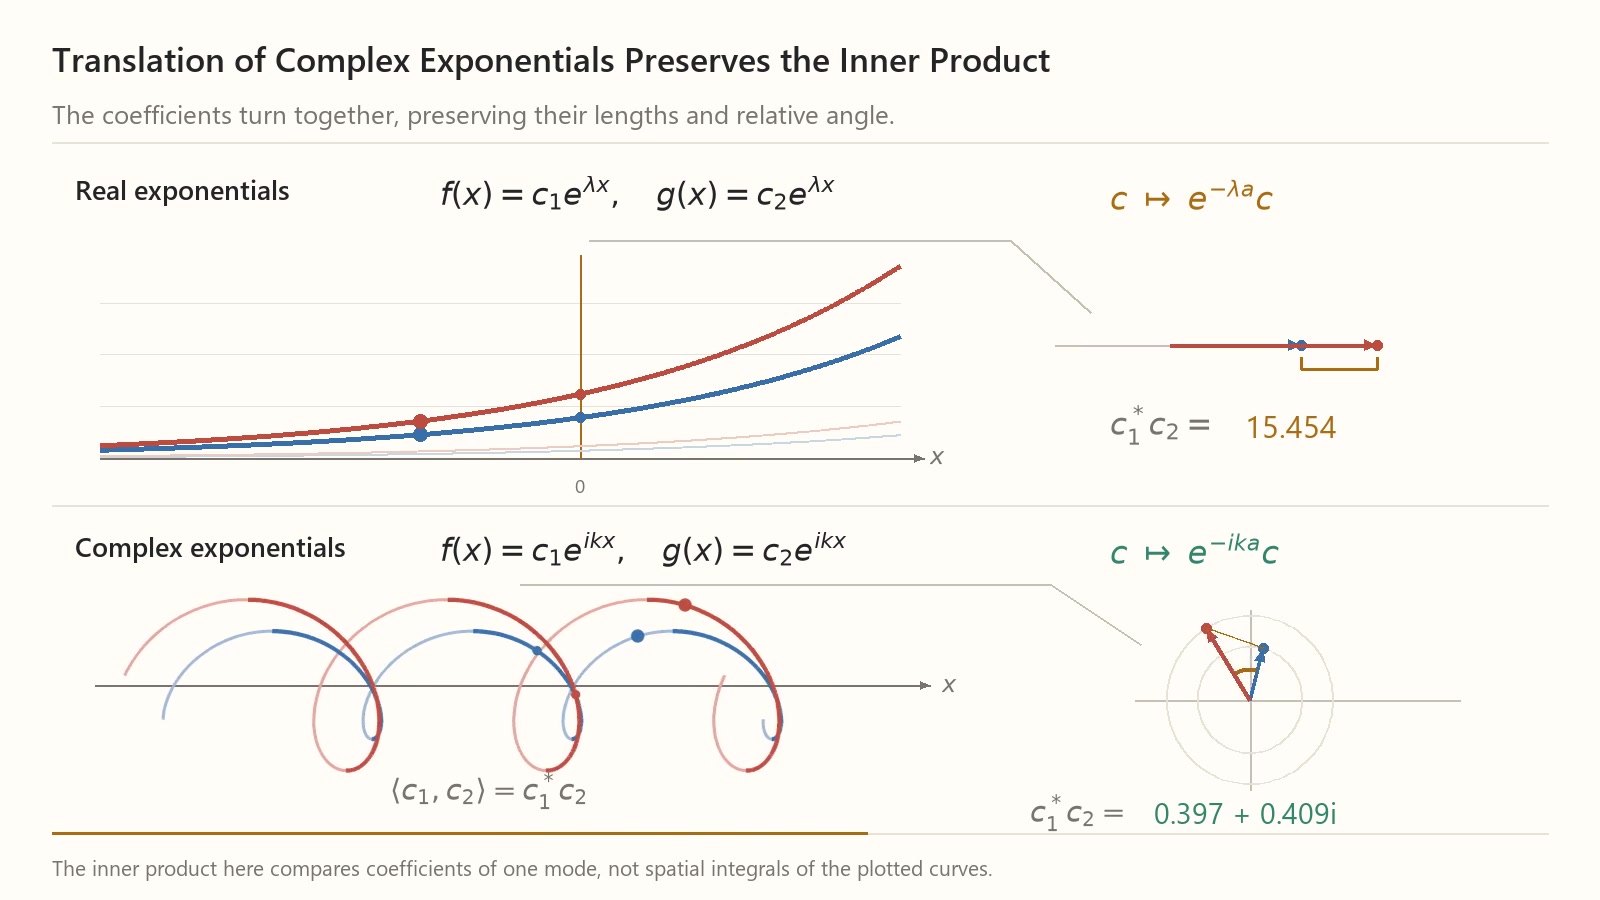 Translation of Complex Exponentials Preserves the Inner Product
The coefficients turn together, preserving their lengths and relative angle.
Real exponentials
f(x) = c₁e^{λx},   g(x) = c₂e^{λx}
c ↦ e^{−λa}c
x
0
c₁* c₂ = 15.454
Complex exponentials
f(x) = c₁e^{ikx},   g(x) = c₂e^{ikx}
c ↦ e^{−ika}c
x
⟨c₁, c₂⟩ = c₁* c₂
c₁* c₂ = 0.397 + 0.409i
The inner product here compares coefficients of one mode, not spatial integrals of the plotted curves.